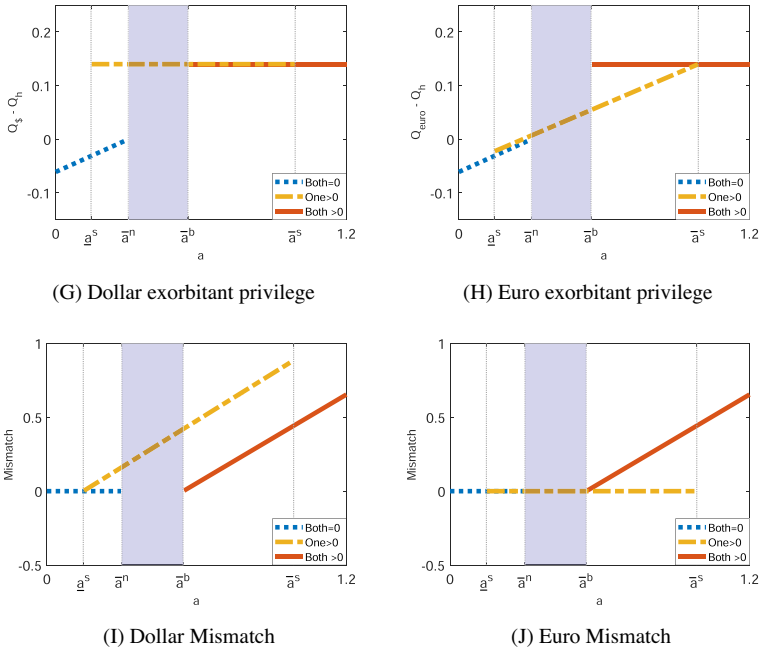 0.2
0.1
0
-0.1
Q$ - Qh
0 a̲ˢ a̅ⁿ a̅ᵇ a̅ˢ 1.2
a
Both=0
One>0
Both >0
(G) Dollar exorbitant privilege
0.2
0.1
0
-0.1
Qeuro - Qh
0 a̲ˢ a̅ⁿ a̅ᵇ a̅ˢ 1.2
a
Both=0
One>0
Both >0
(H) Euro exorbitant privilege
1
0.5
0
-0.5
Mismatch
0 a̲ˢ a̅ⁿ a̅ᵇ a̅ˢ 1.2
a
Both=0
One>0
Both >0
(I) Dollar Mismatch
1
0.5
0
-0.5
Mismatch
0 a̲ˢ a̅ⁿ a̅ᵇ a̅ˢ 1.2
a
Both=0
One>0
Both >0
(J) Euro Mismatch